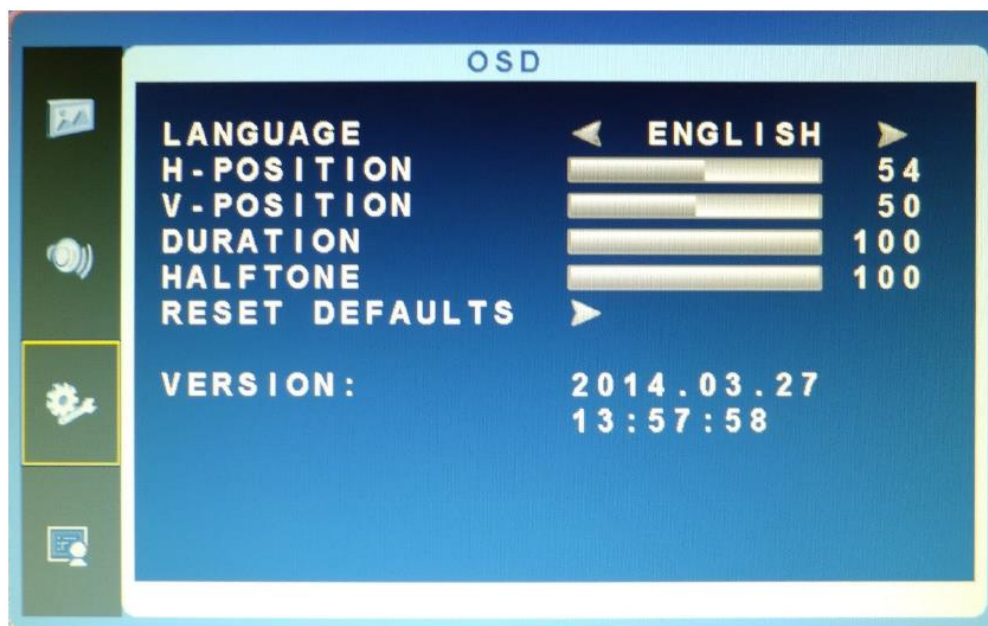 OSD
LANGUAGE ENGLISH
H-POSITION 54
V-POSITION 50
DURATION 100
HALFTONE 100
RESET DEFAULTS
VERSION: 2014.03.27
13:57:58